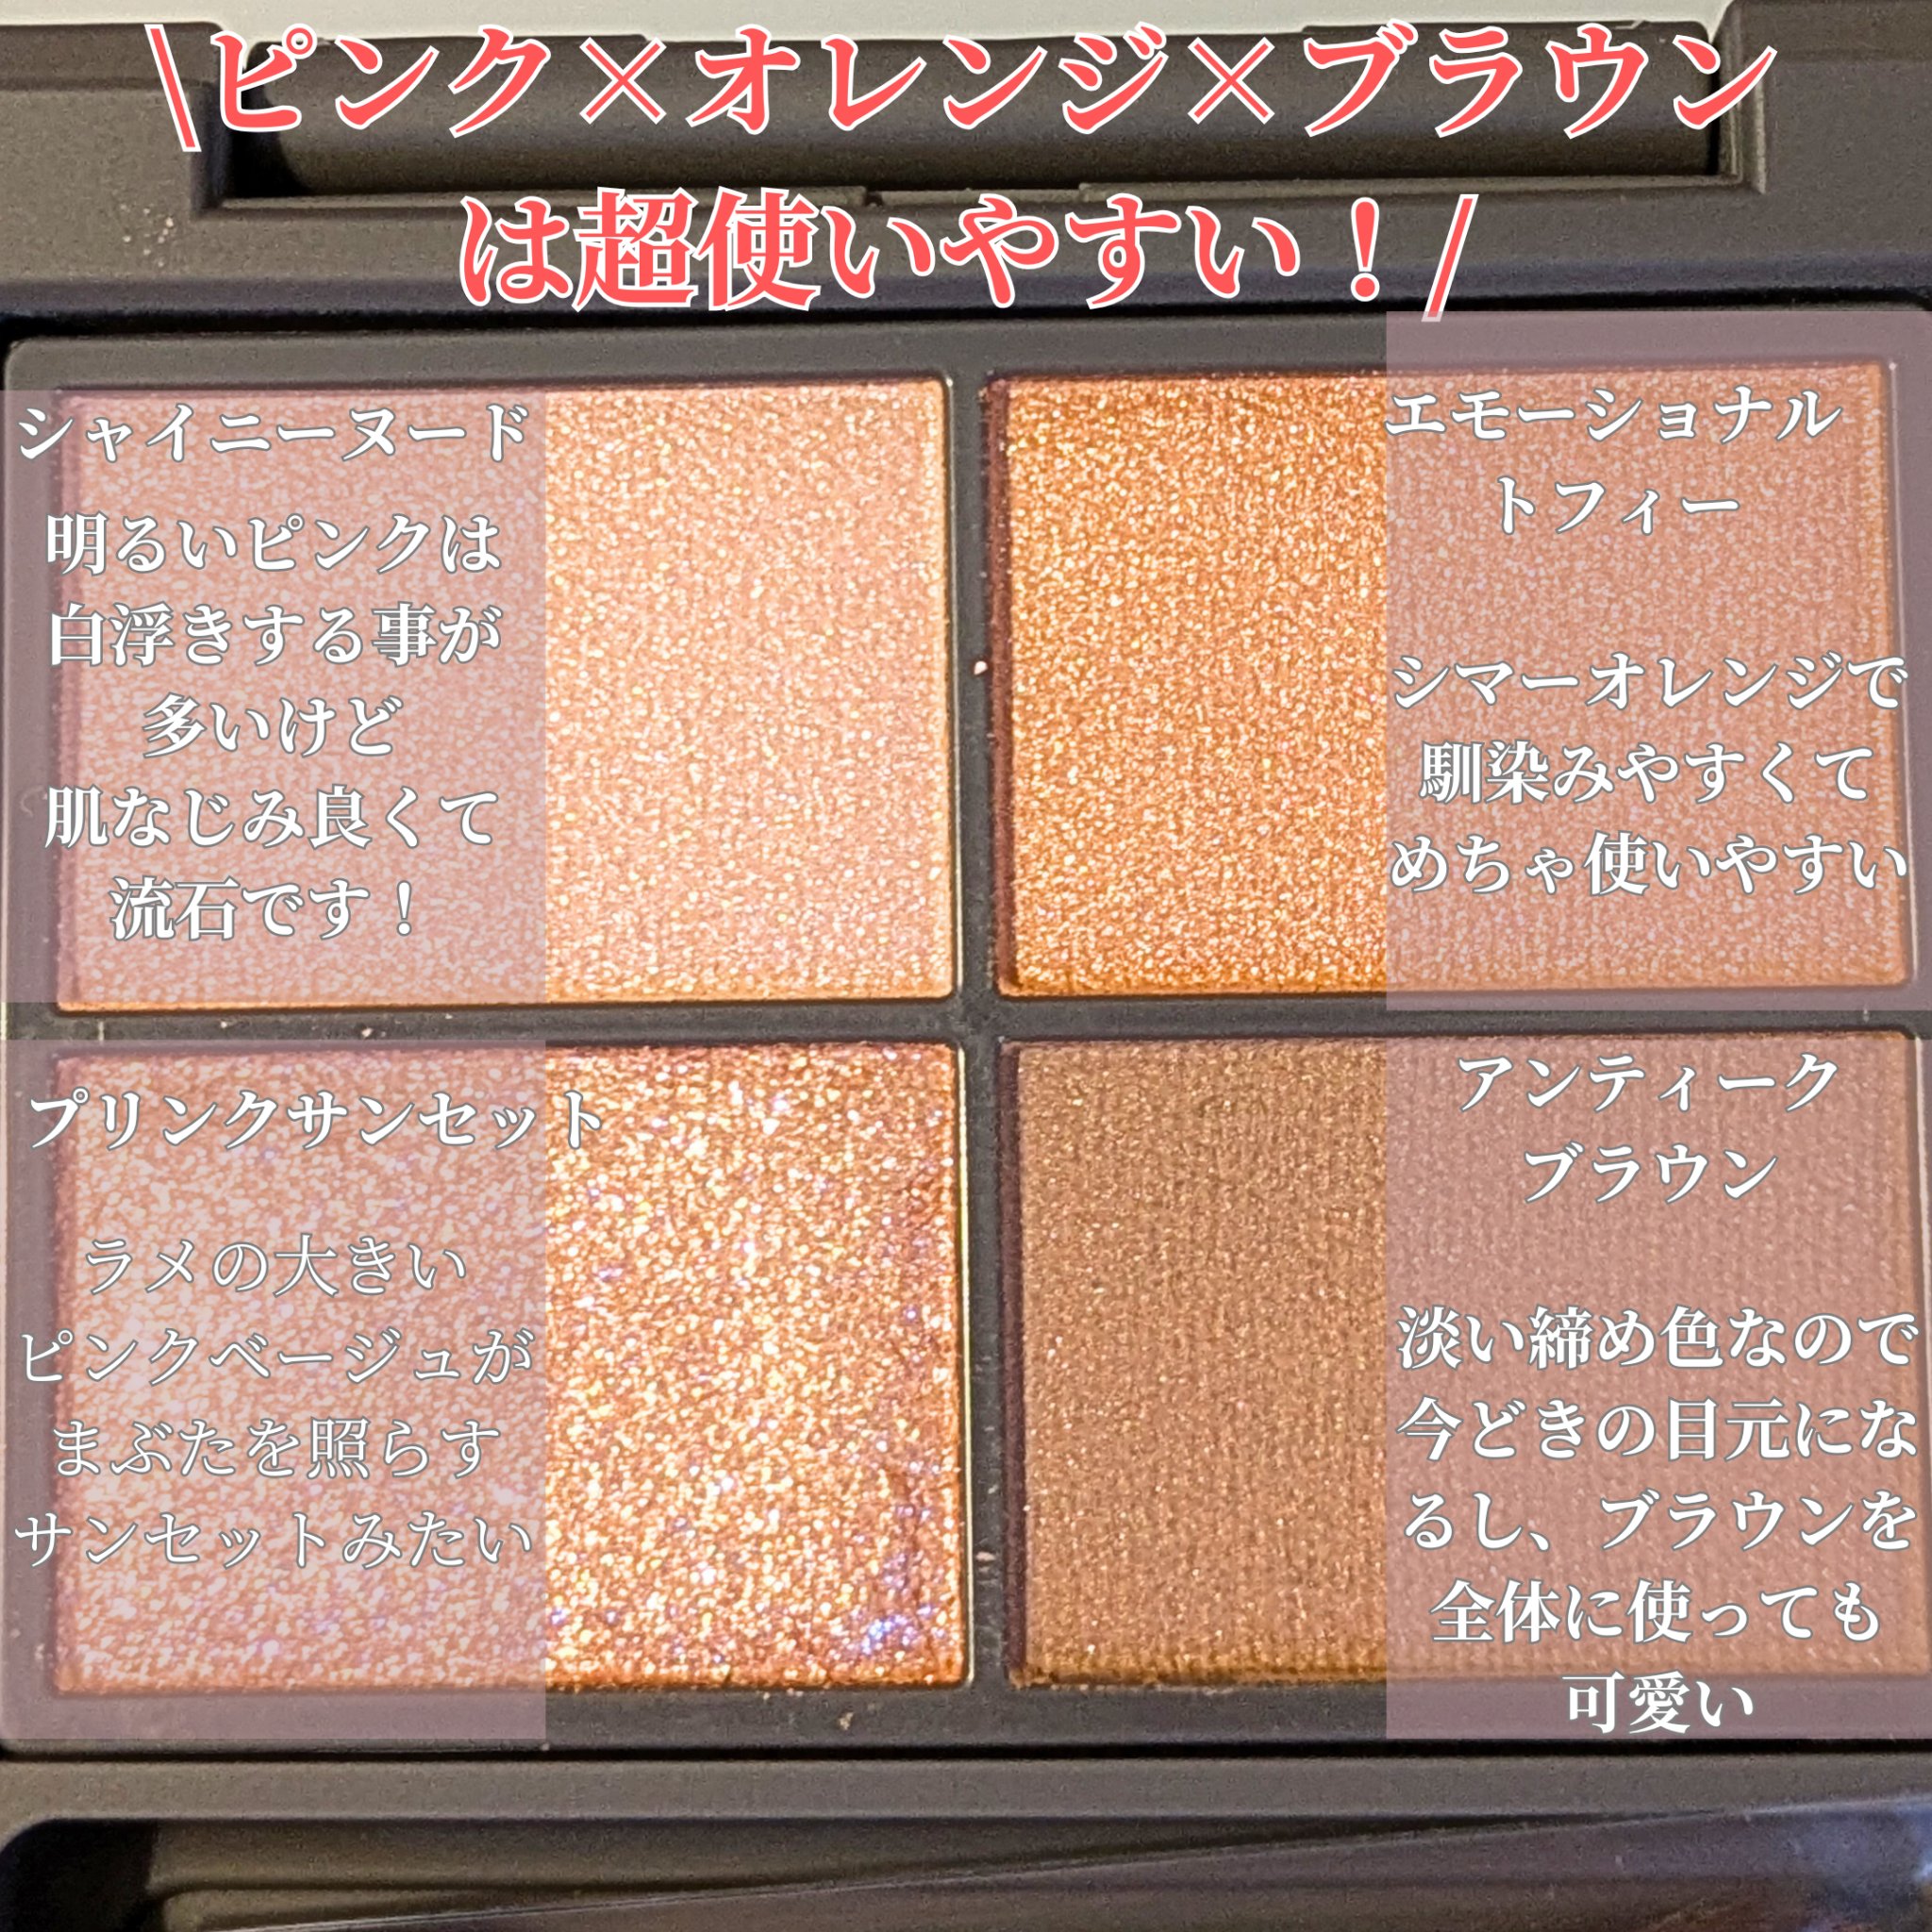 \ピンク×オレンジ×ブラウン
は超使いやすい！/
シャイニーヌード
明るいピンクは
白浮きする事が
多いけど
肌なじみ良くて
流石です！
エモーショナル
トフィー
シマーオレンジで
馴染みやすくて
めちゃ使いやすい
プリンクサンセット
ラメの大きい
ピンクベージュが
まぶたを照らす
サンセットみたい
アンティーク
ブラウン
淡い締め色なので
今どきの目元にな
るし、ブラウンを
全体に使っても
可愛い